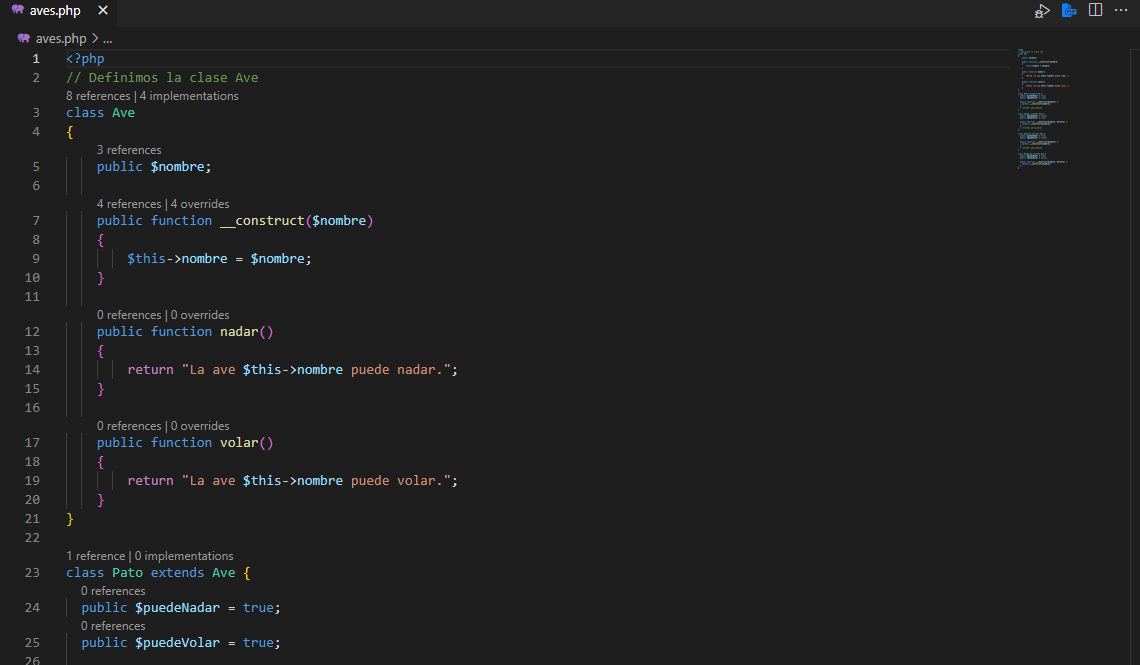 aves.php
aves.php > ...
1 <?php
2 // Definimos la clase Ave
8 references | 4 implementations
3 class Ave
4 {
3 references
5 public $nombre;
6
4 references | 4 overrides
7 public function __construct($nombre)
8 {
9 $this->nombre = $nombre;
10 }
11
0 references | 0 overrides
12 public function nadar()
13 {
14 return "La ave $this->nombre puede nadar.";
15 }
16
0 references | 0 overrides
17 public function volar()
18 {
19 return "La ave $this->nombre puede volar.";
20 }
21 }
22
1 reference | 0 implementations
23 class Pato extends Ave {
0 references
24 public $puedeNadar = true;
0 references
25 public $puedeVolar = true;
26